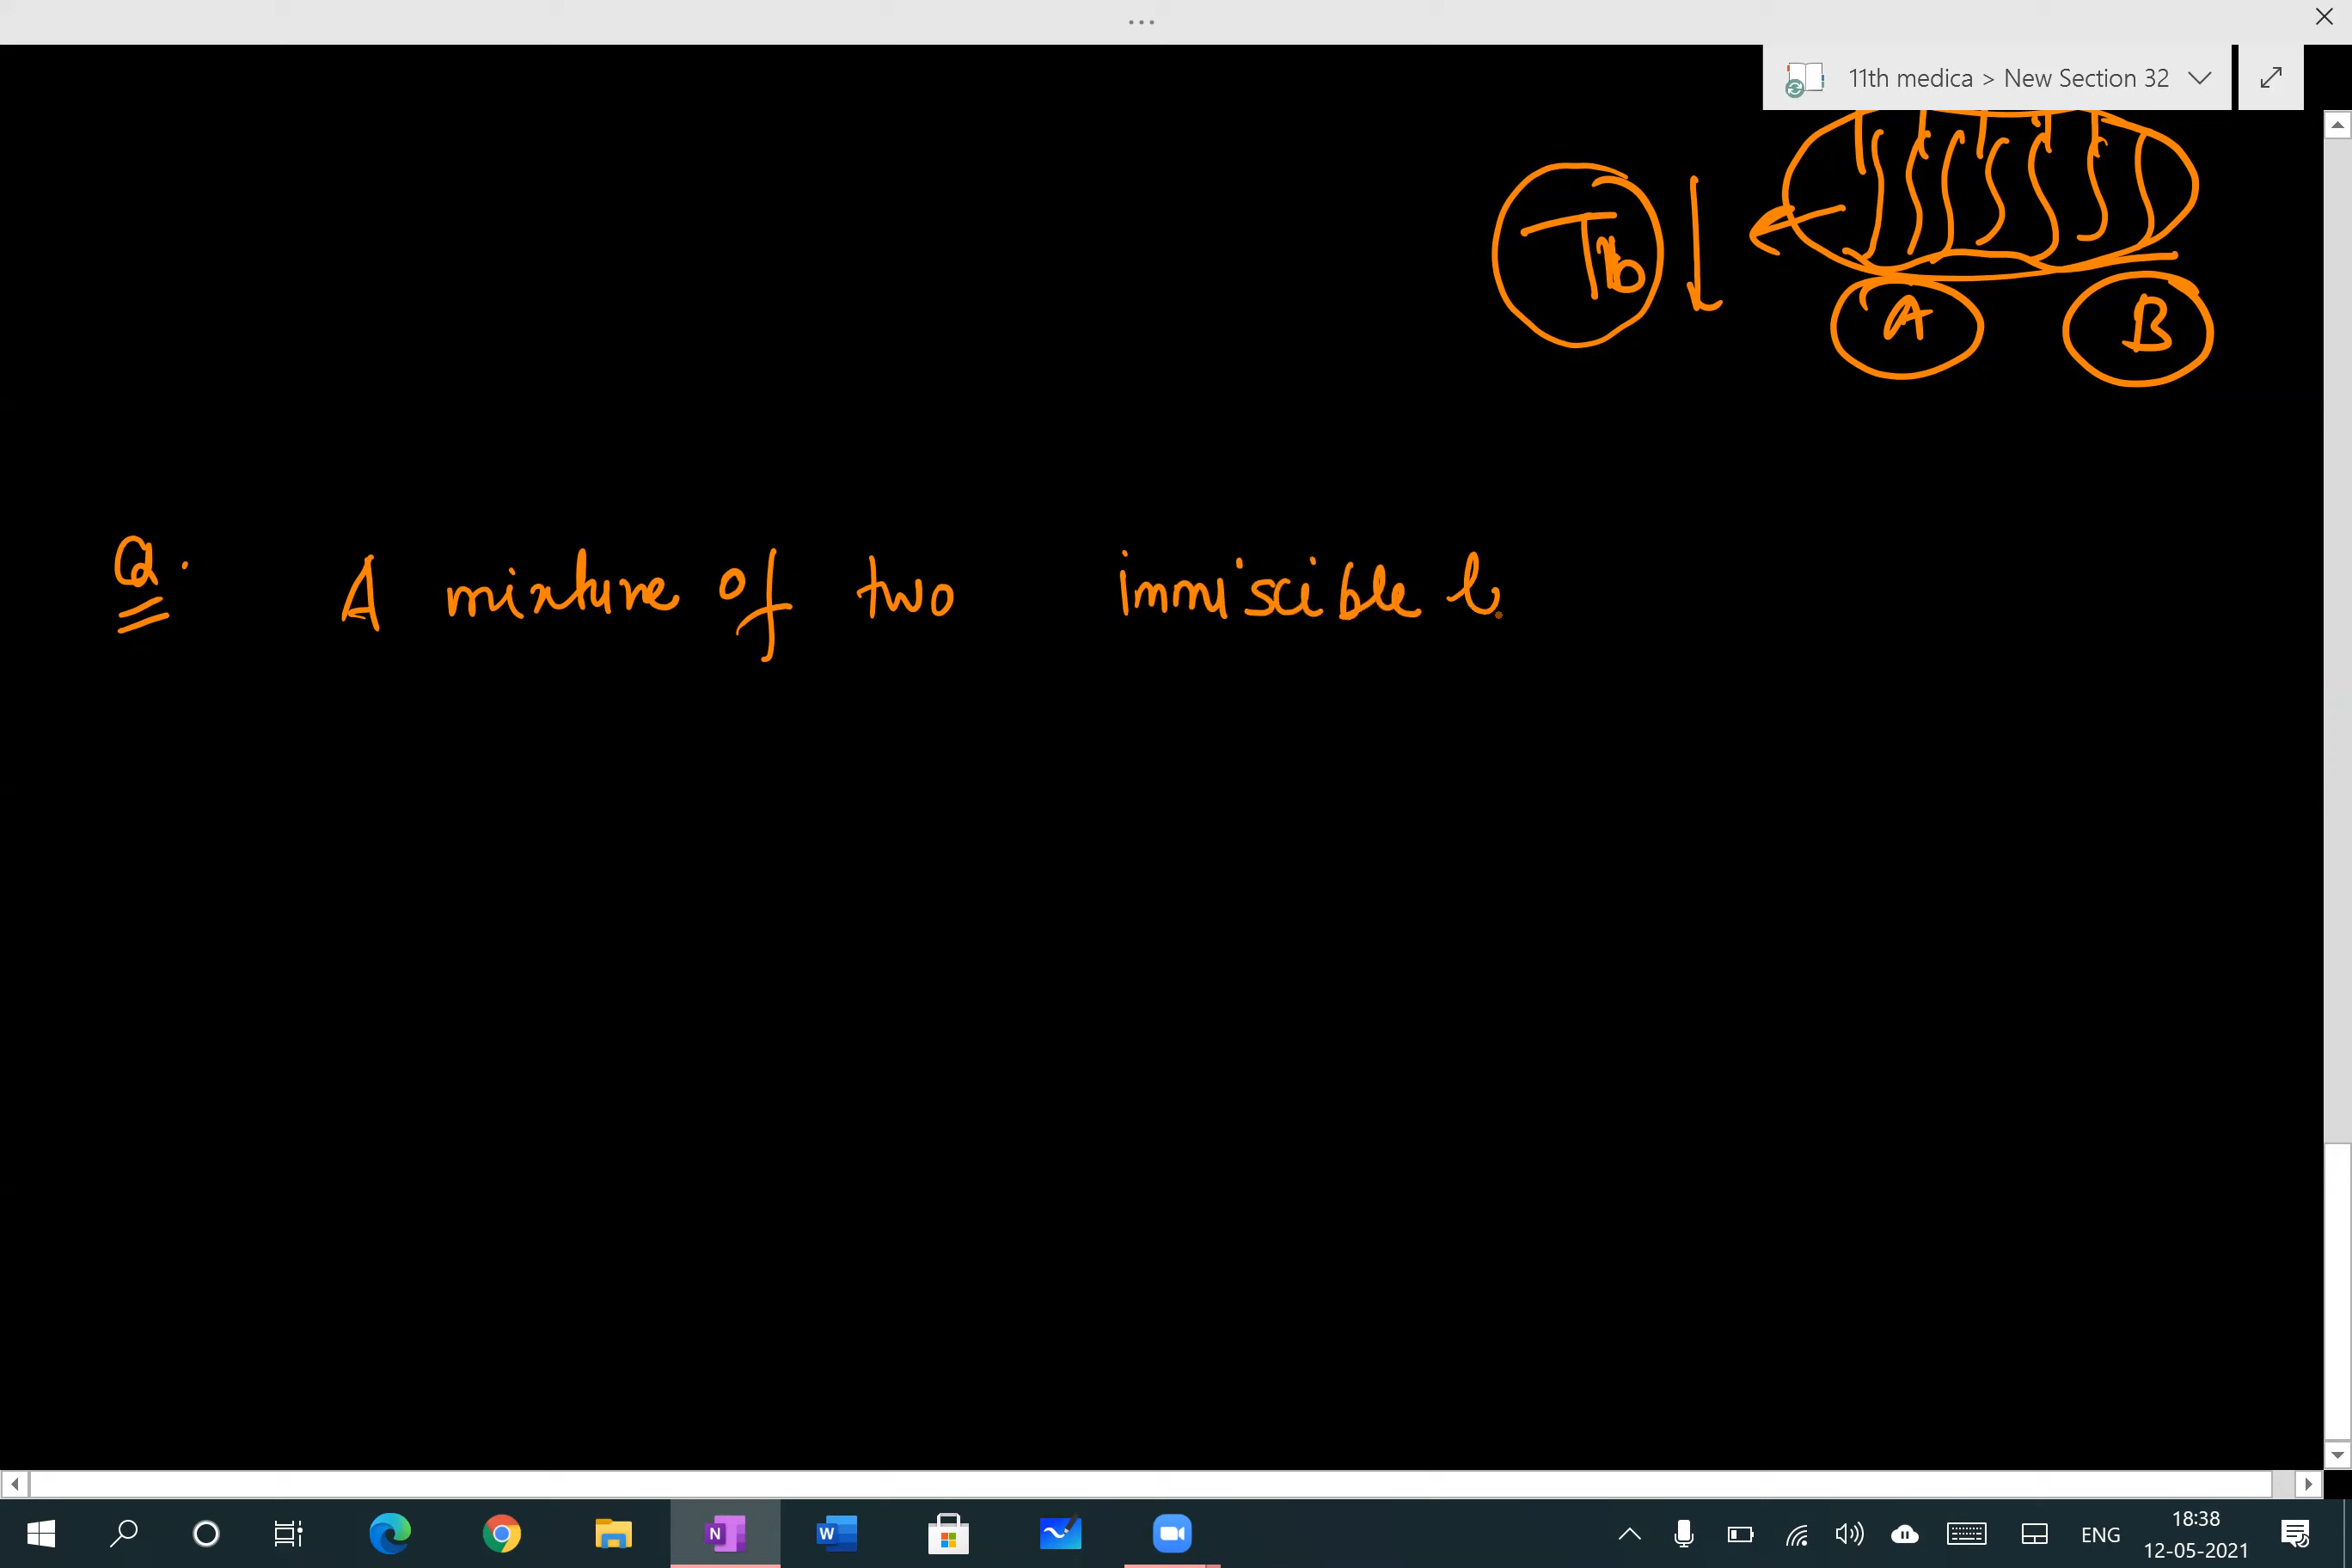 11th medica > New Section 32
Tb
A
B
Q. A mixture of two immiscible
N
W
ENG
18:38
12-05-2021